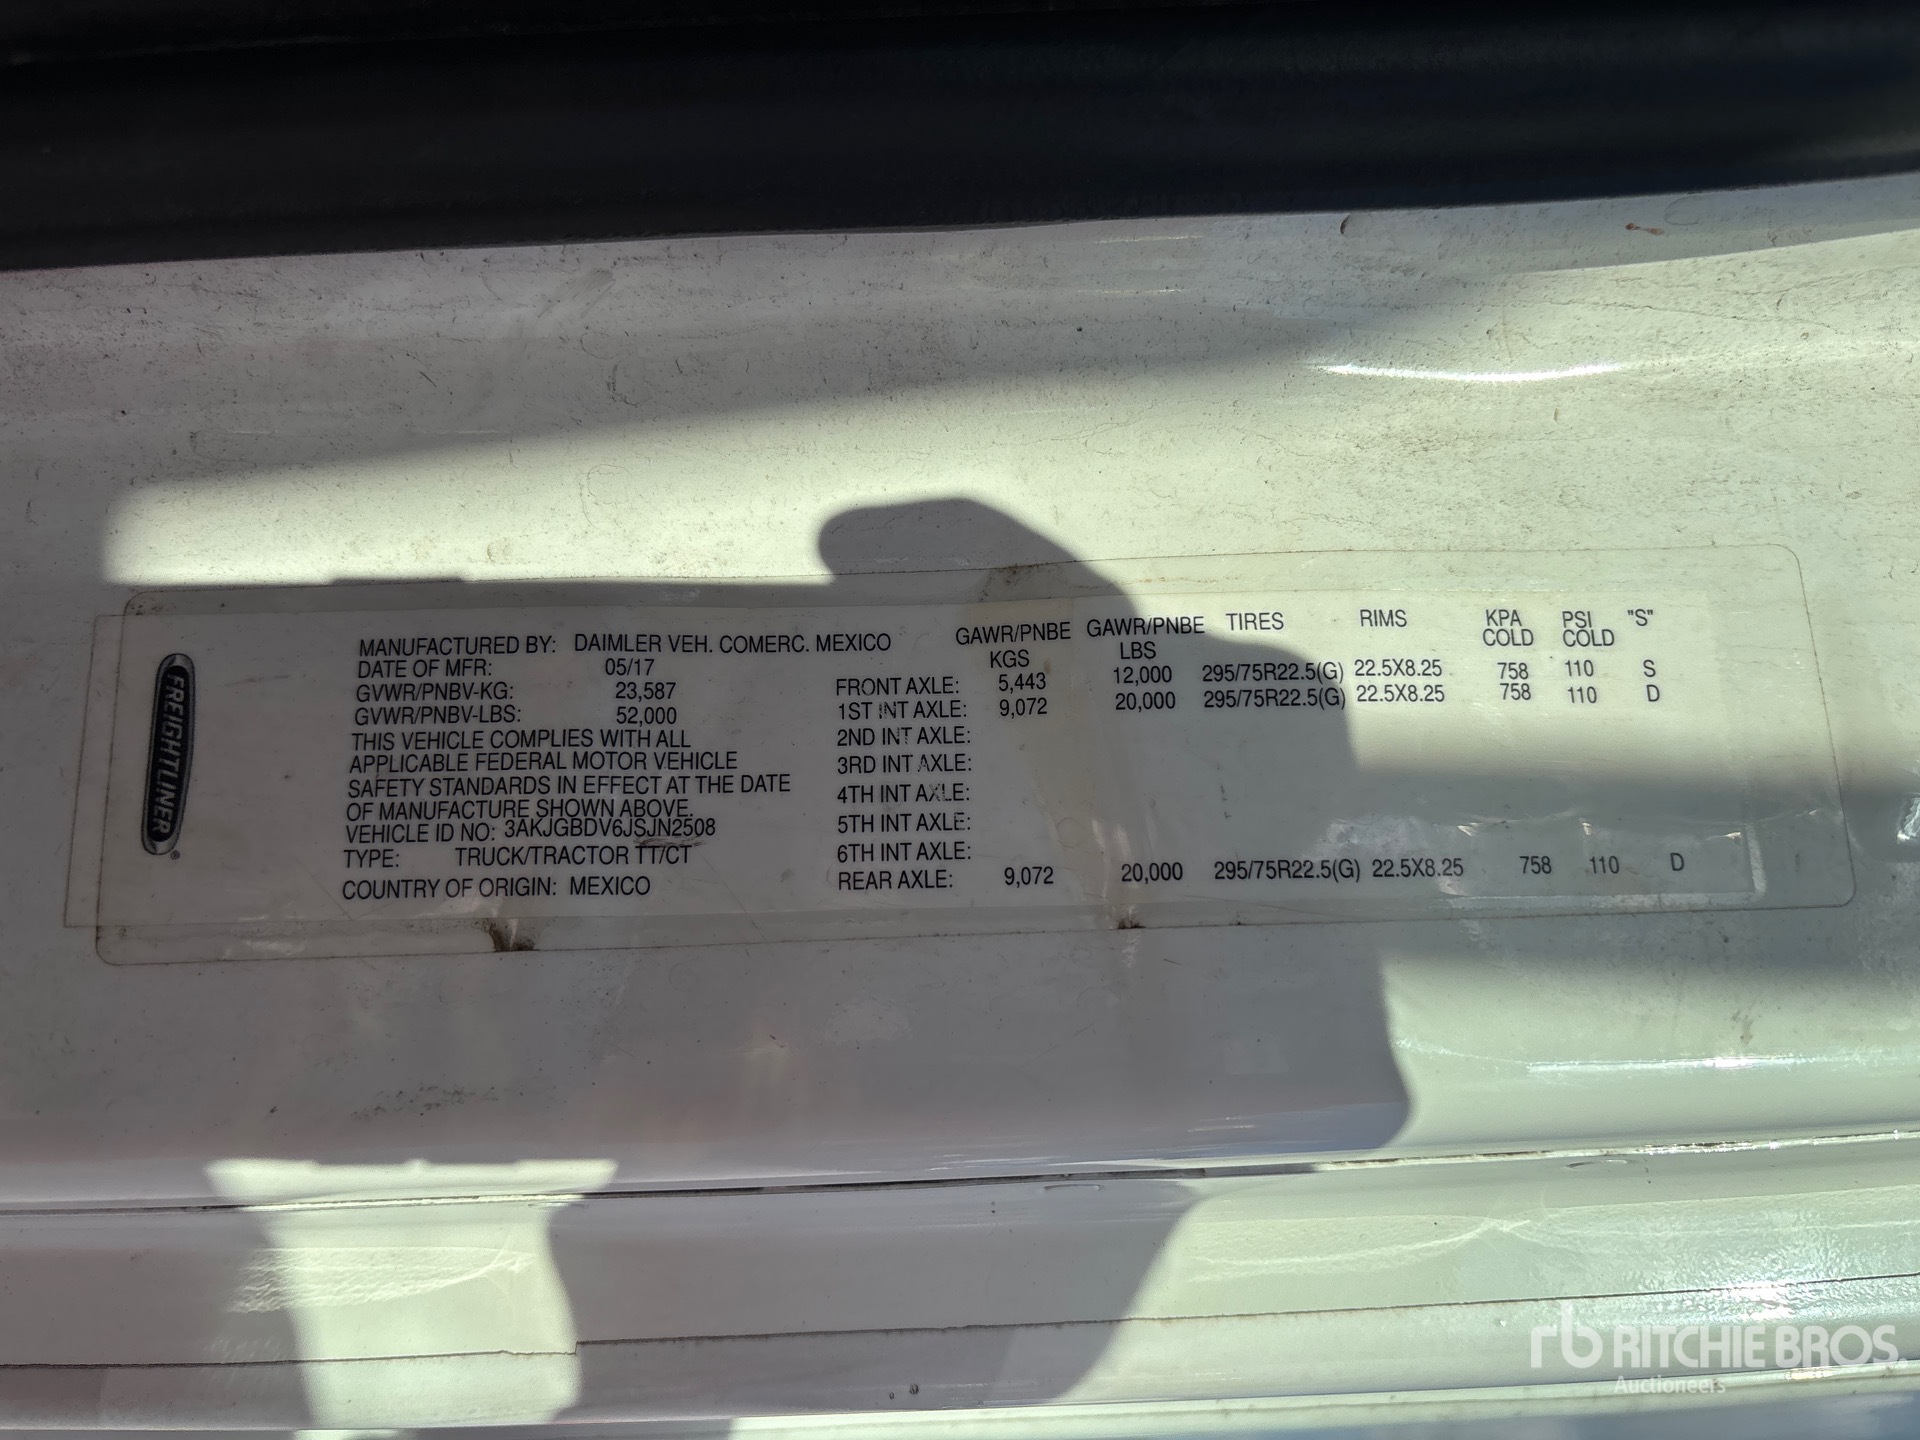 FREIGHTLINER®
MANUFACTURED BY: DAIMLER VEH. COMERC. MEXICO
DATE OF MFR: 05/17
GVWR/PNBV-KG: 23,587
GVWR/PNBV-LBS: 52,000
THIS VEHICLE COMPLIES WITH ALL
APPLICABLE FEDERAL MOTOR VEHICLE
SAFETY STANDARDS IN EFFECT AT THE DATE
OF MANUFACTURE SHOWN ABOVE.
VEHICLE ID NO: 3AKJGBDV6JSJN2508
TYPE: TRUCK/TRACTOR TT/CT
COUNTRY OF ORIGIN: MEXICO
GAWR/PNBE GAWR/PNBE TIRES RIMS KPA PSI "S"
KGS LBS COLD COLD
FRONT AXLE: 5,443 12,000 295/75R22.5(G) 22.5X8.25 758 110 S
1ST INT AXLE: 9,072 20,000 295/75R22.5(G) 22.5X8.25 758 110 D
2ND INT AXLE:
3RD INT AXLE:
4TH INT AXLE:
5TH INT AXLE:
6TH INT AXLE:
REAR AXLE: 9,072 20,000 295/75R22.5(G) 22.5X8.25 758 110 D
rb RITCHIE BROS.
Auctioneers